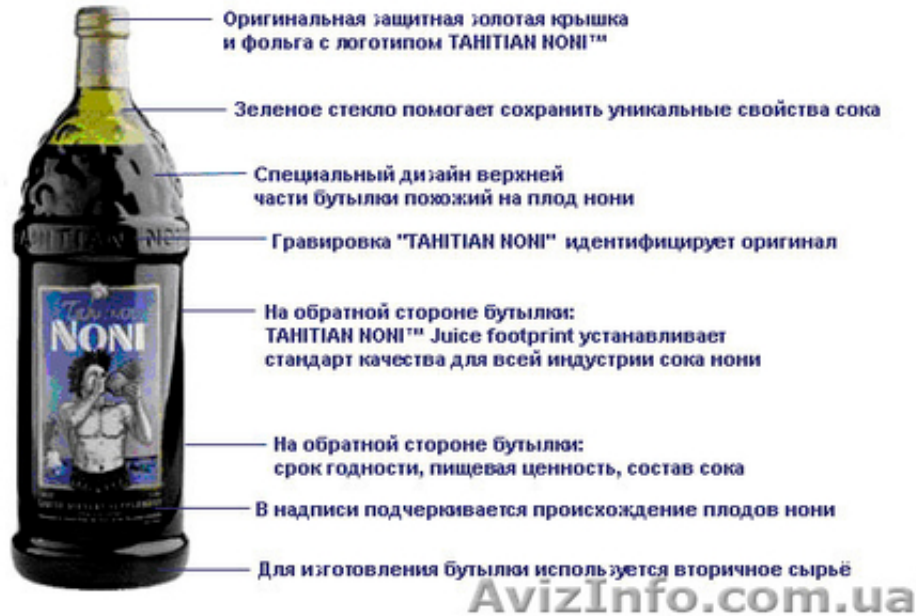 Оригинальная защитная золотая крышка
и фольга с логотипом TAHITIAN NONI™
Зеленое стекло помогает сохранить уникальные свойства сока
Специальный дизайн верхней
части бутылки похожий на плод нони
TAHITIAN NONI
Гравировка "TAHITIAN NONI" идентифицирует оригинал
NONI
На обратной стороне бутылки:
TAHITIAN NONI™ Juice footprint устанавливает
стандарт качества для всей индустрии сока нони
На обратной стороне бутылки:
срок годности, пищевая ценность, состав сока
В надписи подчеркивается происхождение плодов нони
Для изготовления бутылки используется вторичное сырьё
AvizInfo.com.ua